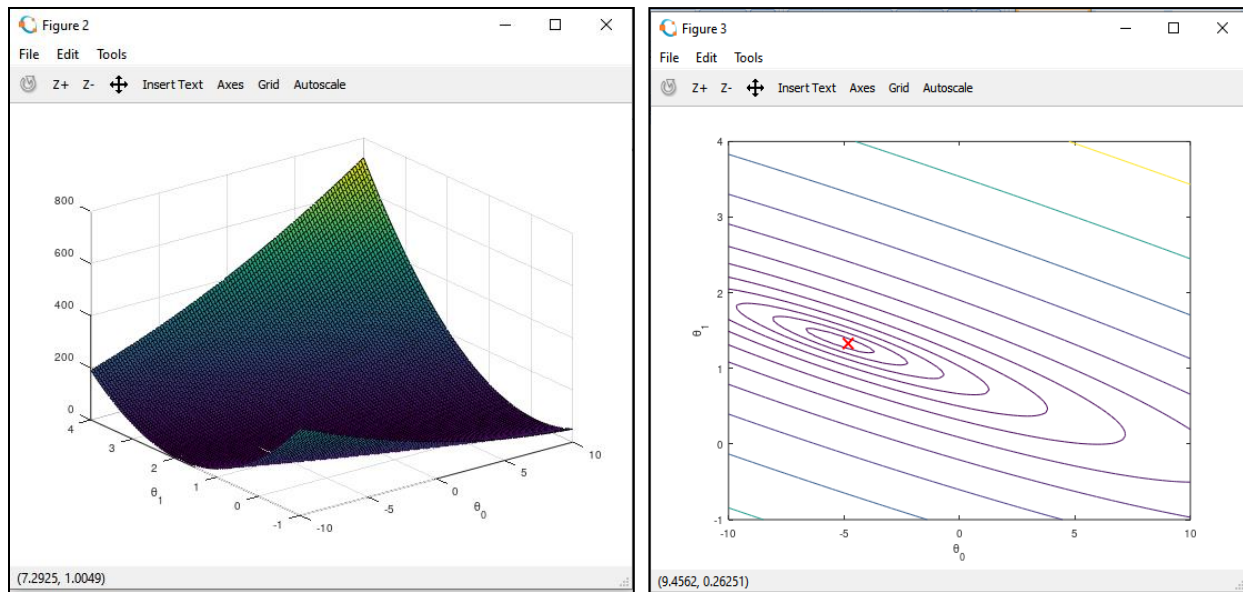 Figure 2
File Edit Tools
Z+ Z- Insert Text Axes Grid Autoscale
800
600
400
200
0
4
3
2
1
0
-1
θ1
-10
-5
0
5
10
θ0
(7.2925, 1.0049)
Figure 3
File Edit Tools
Z+ Z- Insert Text Axes Grid Autoscale
4
3
2
1
0
-1
θ1
-10 -5 0 5 10
θ0
(9.4562, 0.26251)